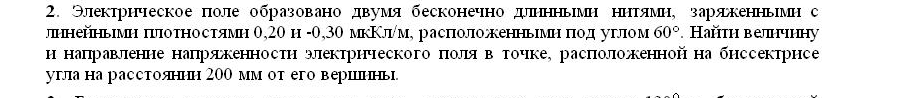 2. Электрическое поле образовано двумя бесконечно длинными нитями, заряженными с
линейными плотностями 0,20 и -0,30 мкКл/м, расположенными под углом 60°. Найти величину
и направление напряженности электрического поля в точке, расположенной на биссектрисе
угла на расстоянии 200 мм от его вершины.